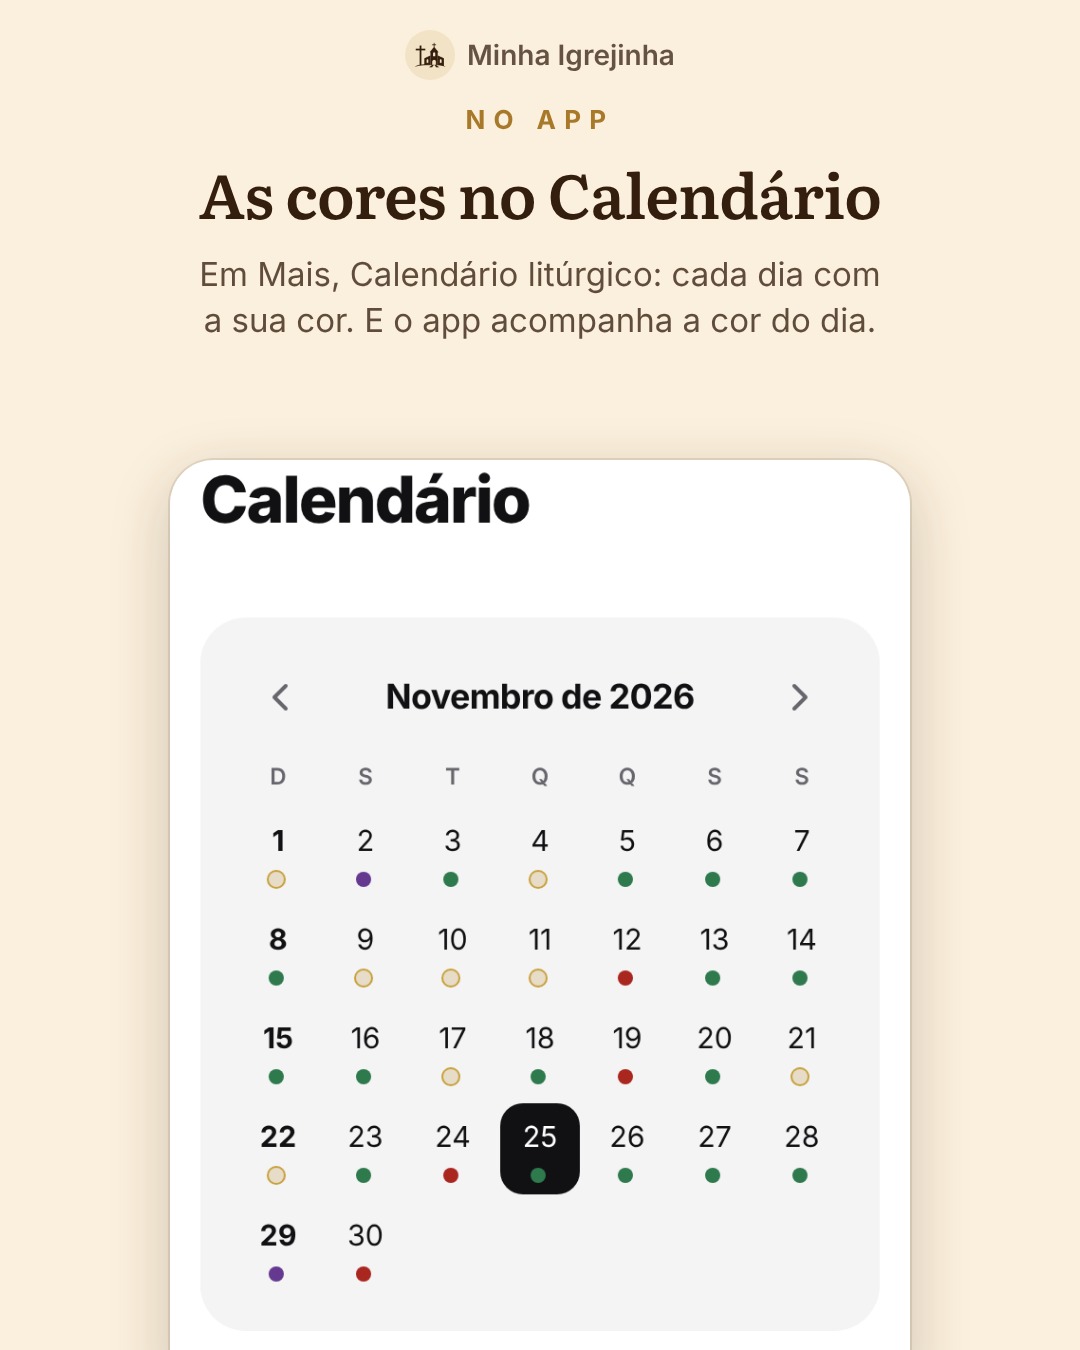 Minha Igrejinha
NO APP
As cores no Calendário
Em Mais, Calendário litúrgico: cada dia com
a sua cor. E o app acompanha a cor do dia.
Calendário
Novembro de 2026
D S T Q Q S S
1 2 3 4 5 6 7
8 9 10 11 12 13 14
15 16 17 18 19 20 21
22 23 24 25 26 27 28
29 30